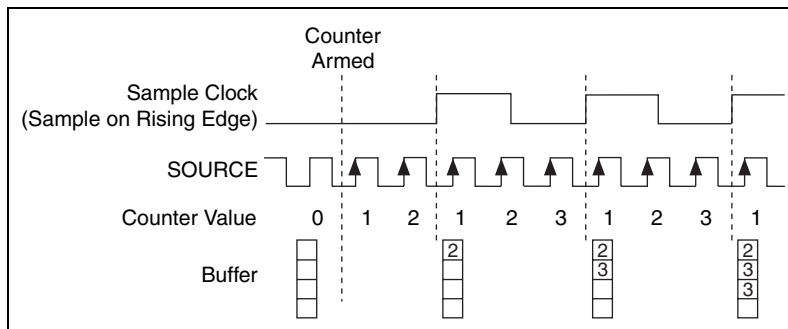 Counter
Armed
Sample Clock
(Sample on Rising Edge)
SOURCE
Counter Value 0 1 2 1 2 3 1 2 3 1
Buffer
2
2
3
2
3
3